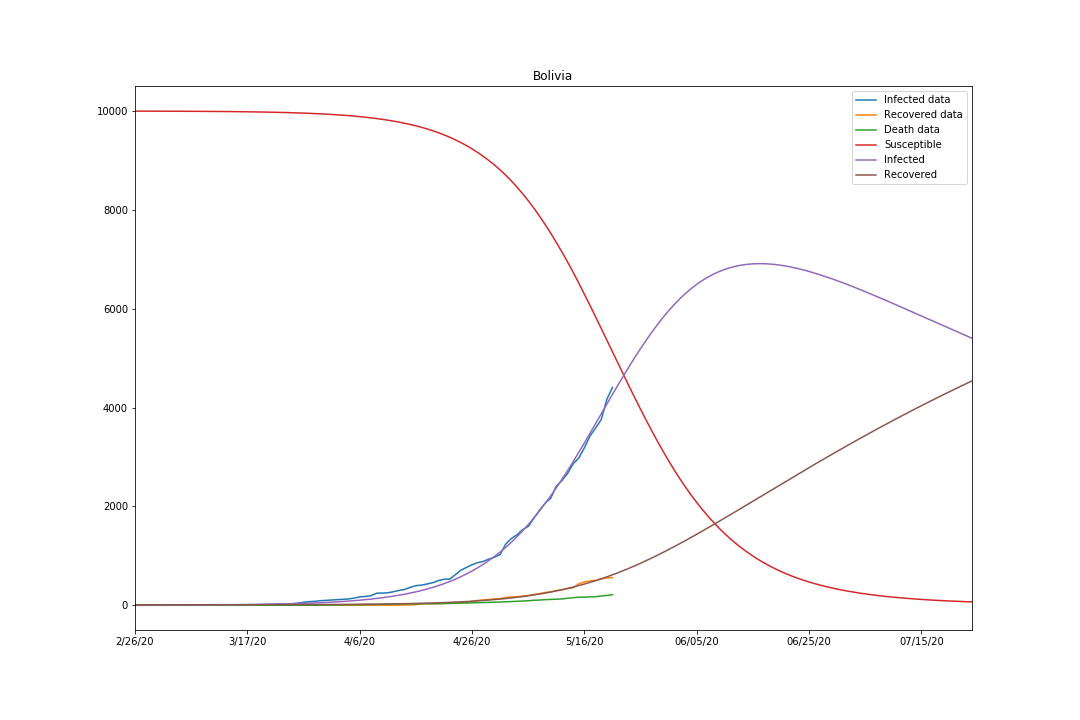 Bolivia
Infected data
Recovered data
Death data
Susceptible
Infected
Recovered
10000
8000
6000
4000
2000
0
2/26/20
3/17/20
4/6/20
4/26/20
5/16/20
06/05/20
06/25/20
07/15/20